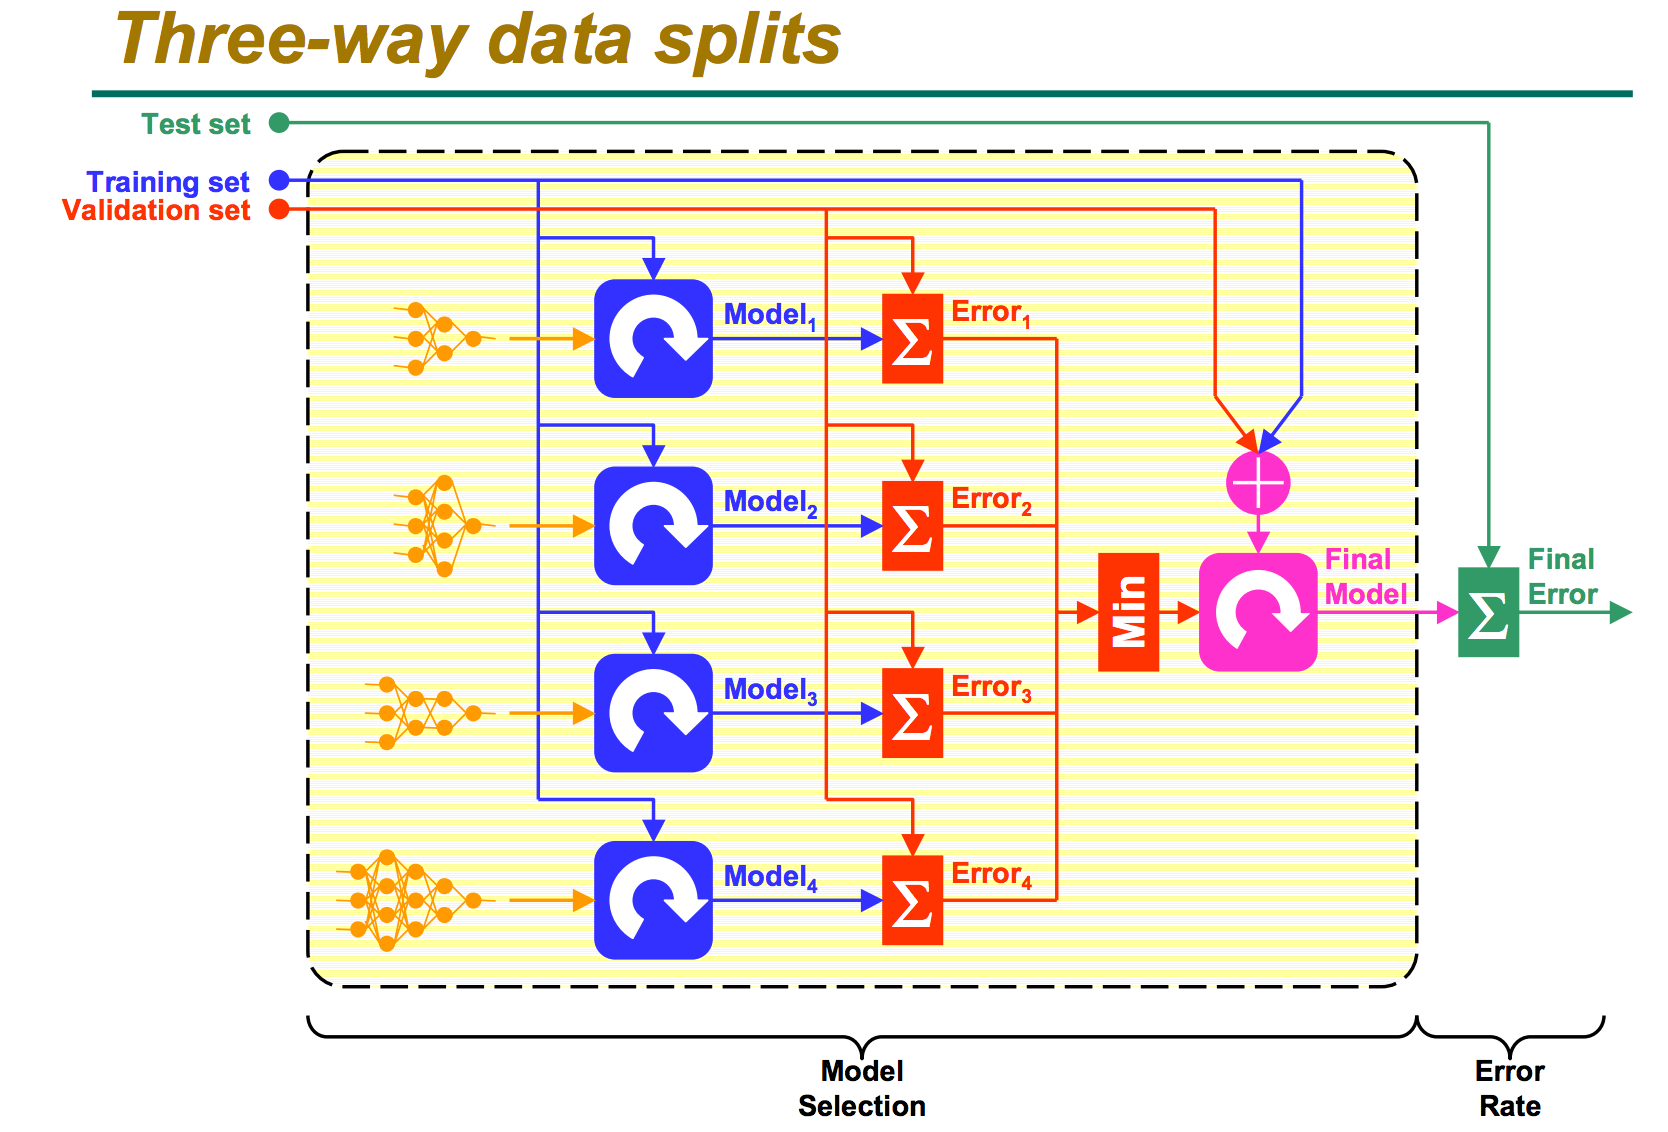 Three-way data splits
Test set
Training set
Validation set
Model1
Σ
Error1
Model2
Σ
Error2
Min
Final
Model
Σ
Final
Error
Model3
Σ
Error3
Model4
Σ
Error4
Model
Selection
Error
Rate